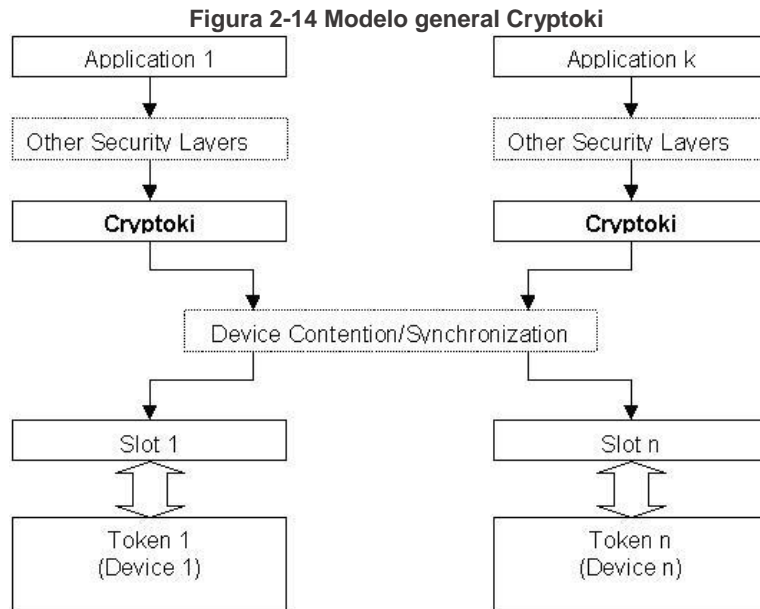 Figura 2-14 Modelo general Cryptoki
Application 1
Application k
Other Security Layers
Other Security Layers
Cryptoki
Cryptoki
Device Contention/Synchronization
Slot 1
Slot n
Token 1
(Device 1)
Token n
(Device n)